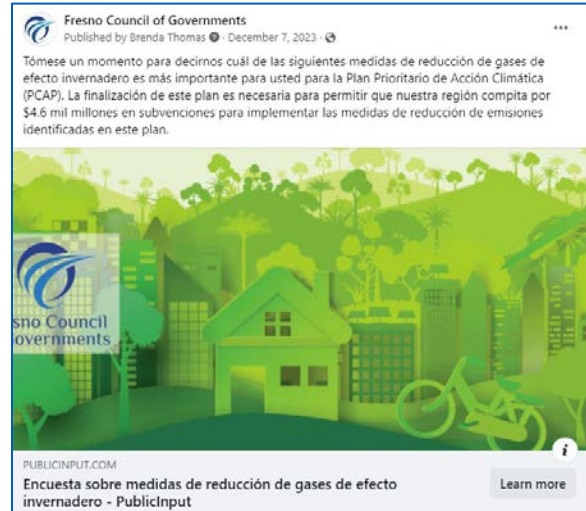 Fresno Council of Governments
Published by Brenda Thomas · December 7, 2023 ·
Tómese un momento para decirnos cuál de las siguientes medidas de reducción de gases de
efecto invernadero es más importante para usted para la Plan Prioritario de Acción Climática
(PCAP). La finalización de este plan es necesaria para permitir que nuestra región compita por
$4.6 mil millones en subvenciones para implementar las medidas de reducción de emisiones
identificadas en este plan.
sno Council
overnments
PUBLICINPUT.COM
Encuesta sobre medidas de reducción de gases de efecto
invernadero - PublicInput
Learn more